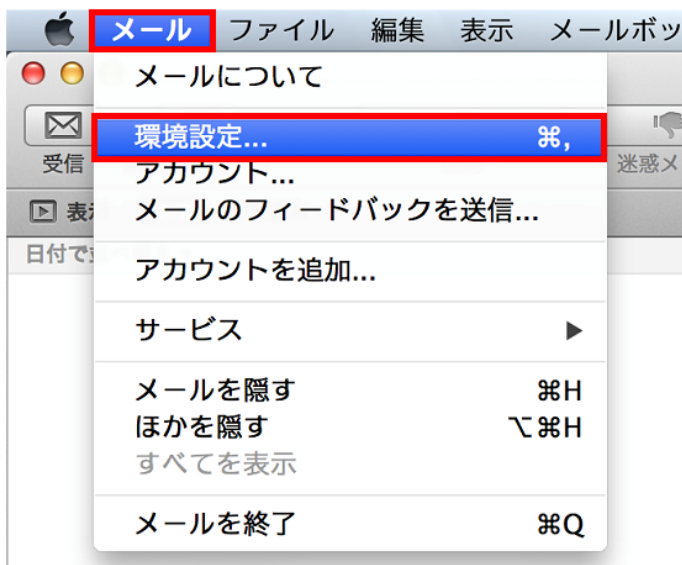 メール ファイル 編集 表示 メールボッ
メールについて
環境設定... ⌘,
受信
迷惑メ
アカウント...
表
メールのフィードバックを送信...
日付で
アカウントを追加...
サービス ▶
メールを隠す ⌘H
ほかを隠す ⌥⌘H
すべてを表示
メールを終了 ⌘Q